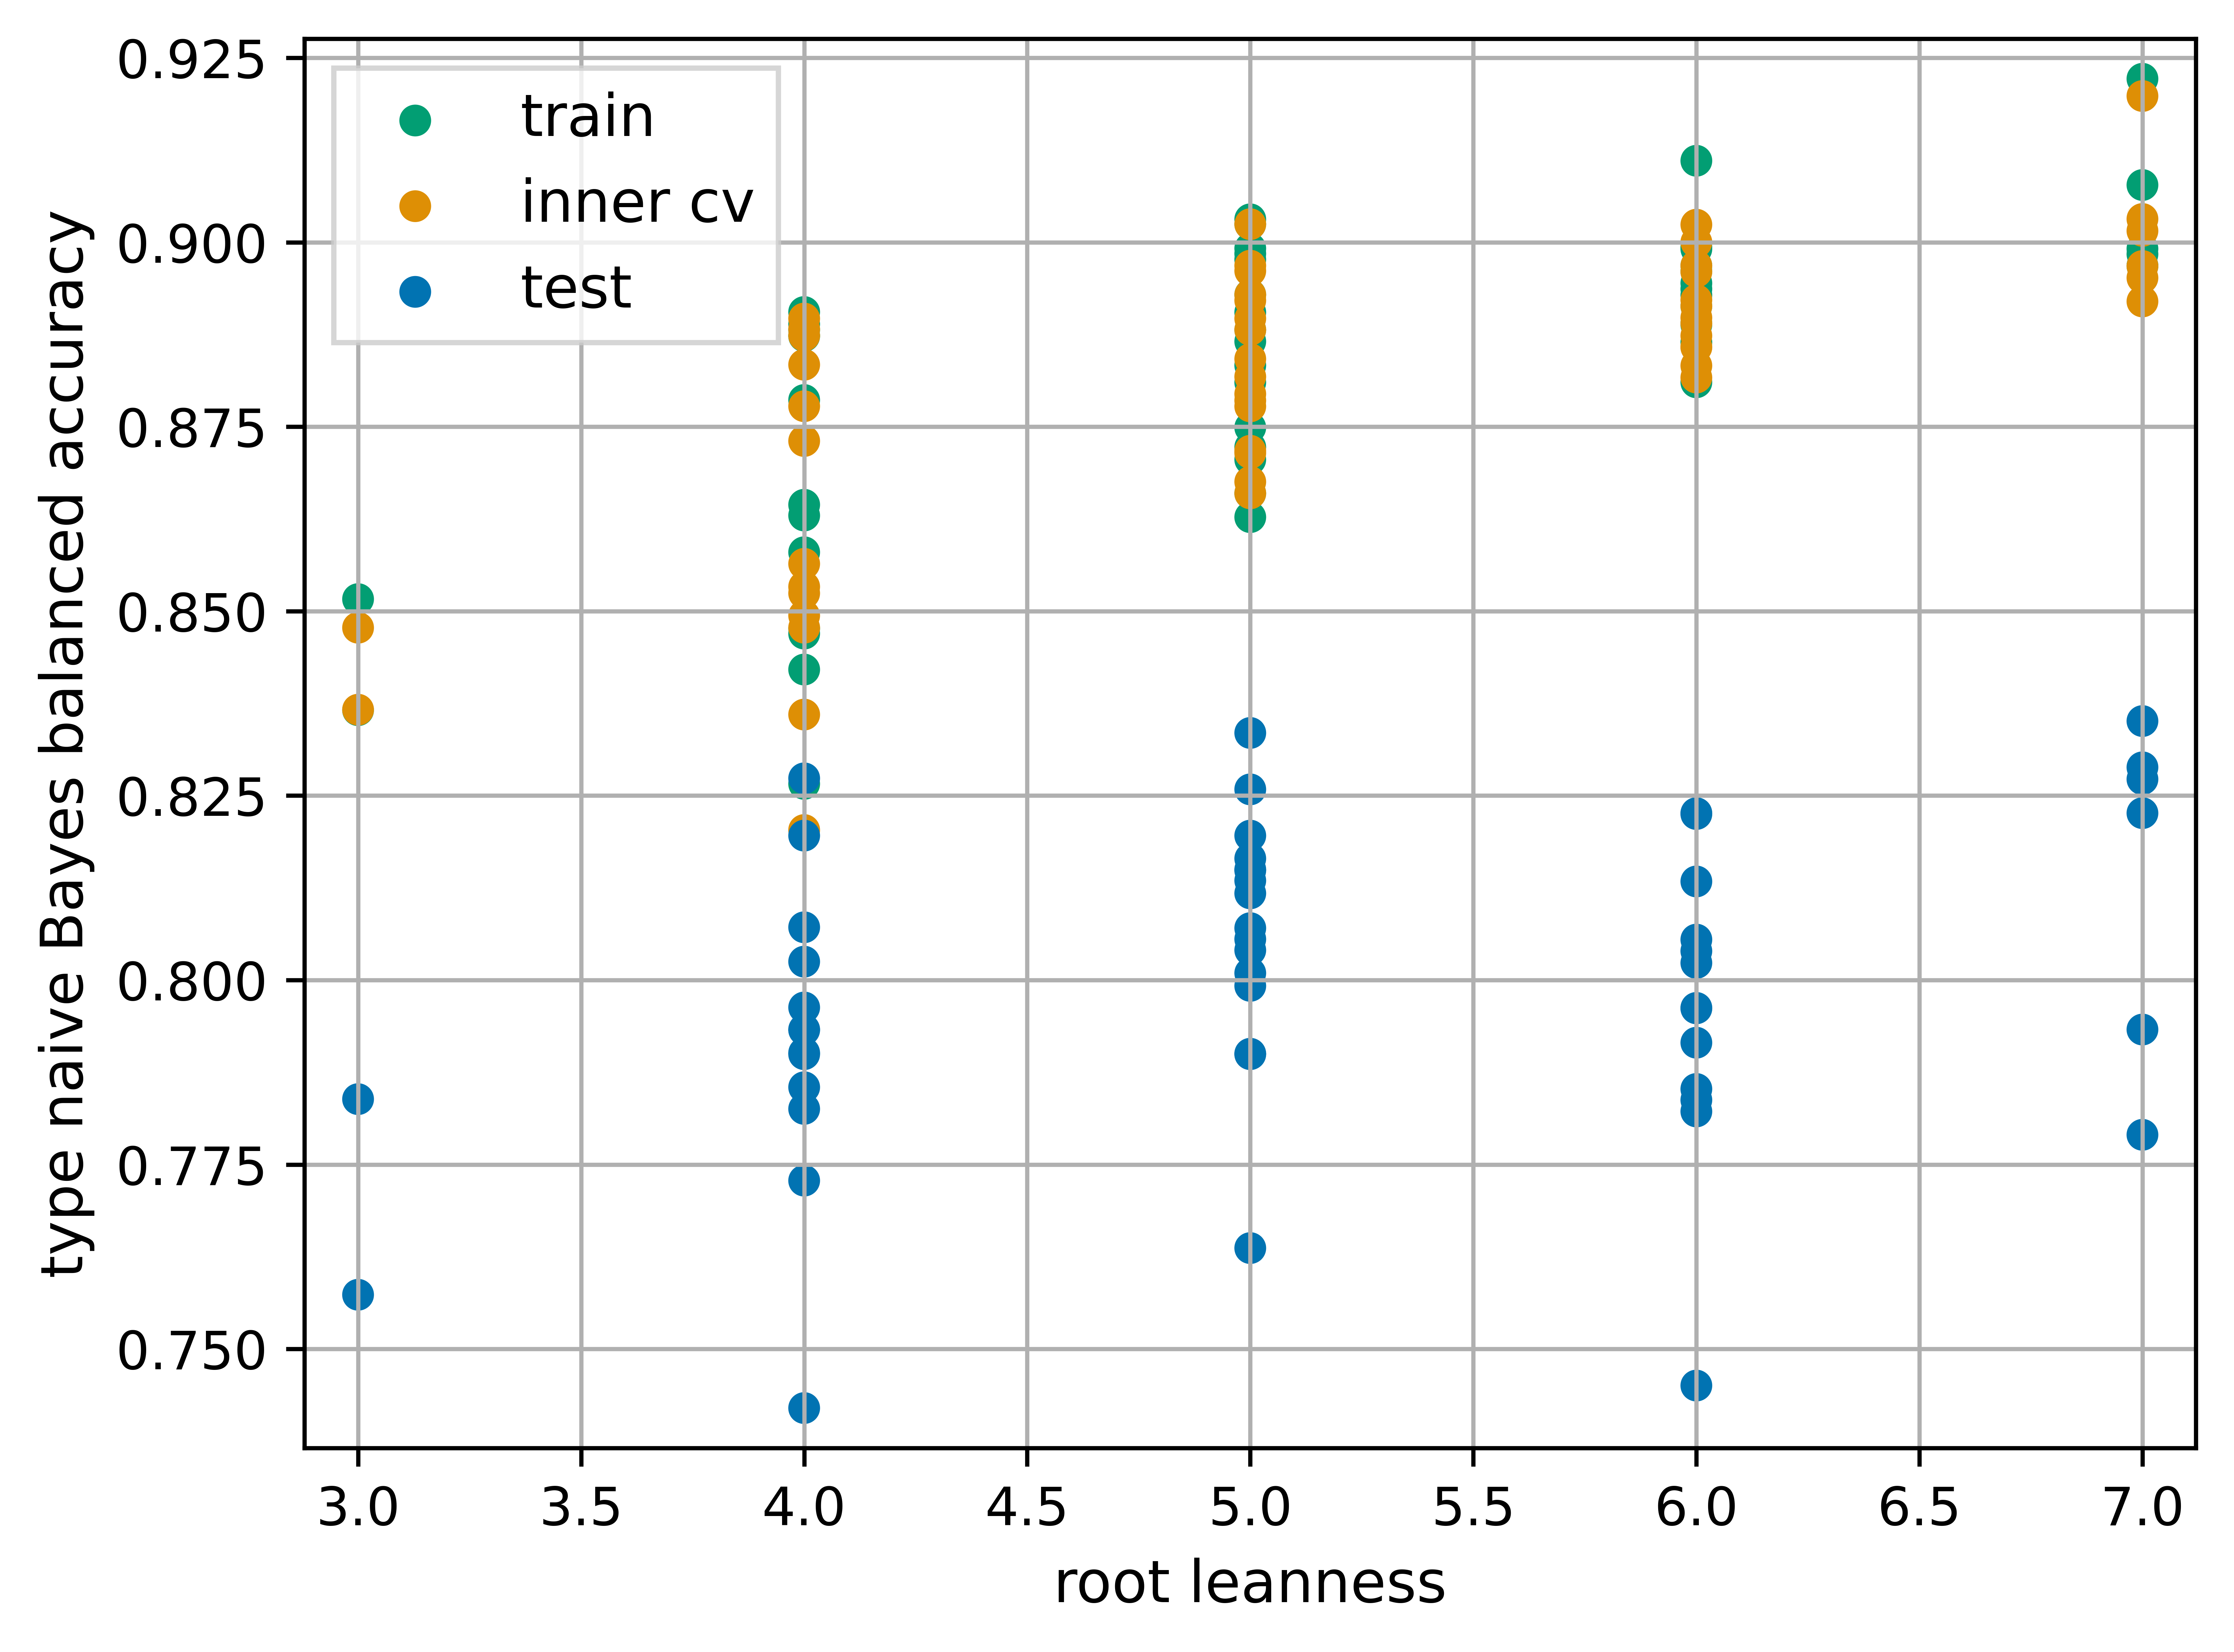 0.925
0.900
0.875
0.850
0.825
0.800
0.775
0.750
type naive Bayes balanced accuracy
train
inner cv
test
3.0 3.5 4.0 4.5 5.0 5.5 6.0 6.5 7.0
root leanness